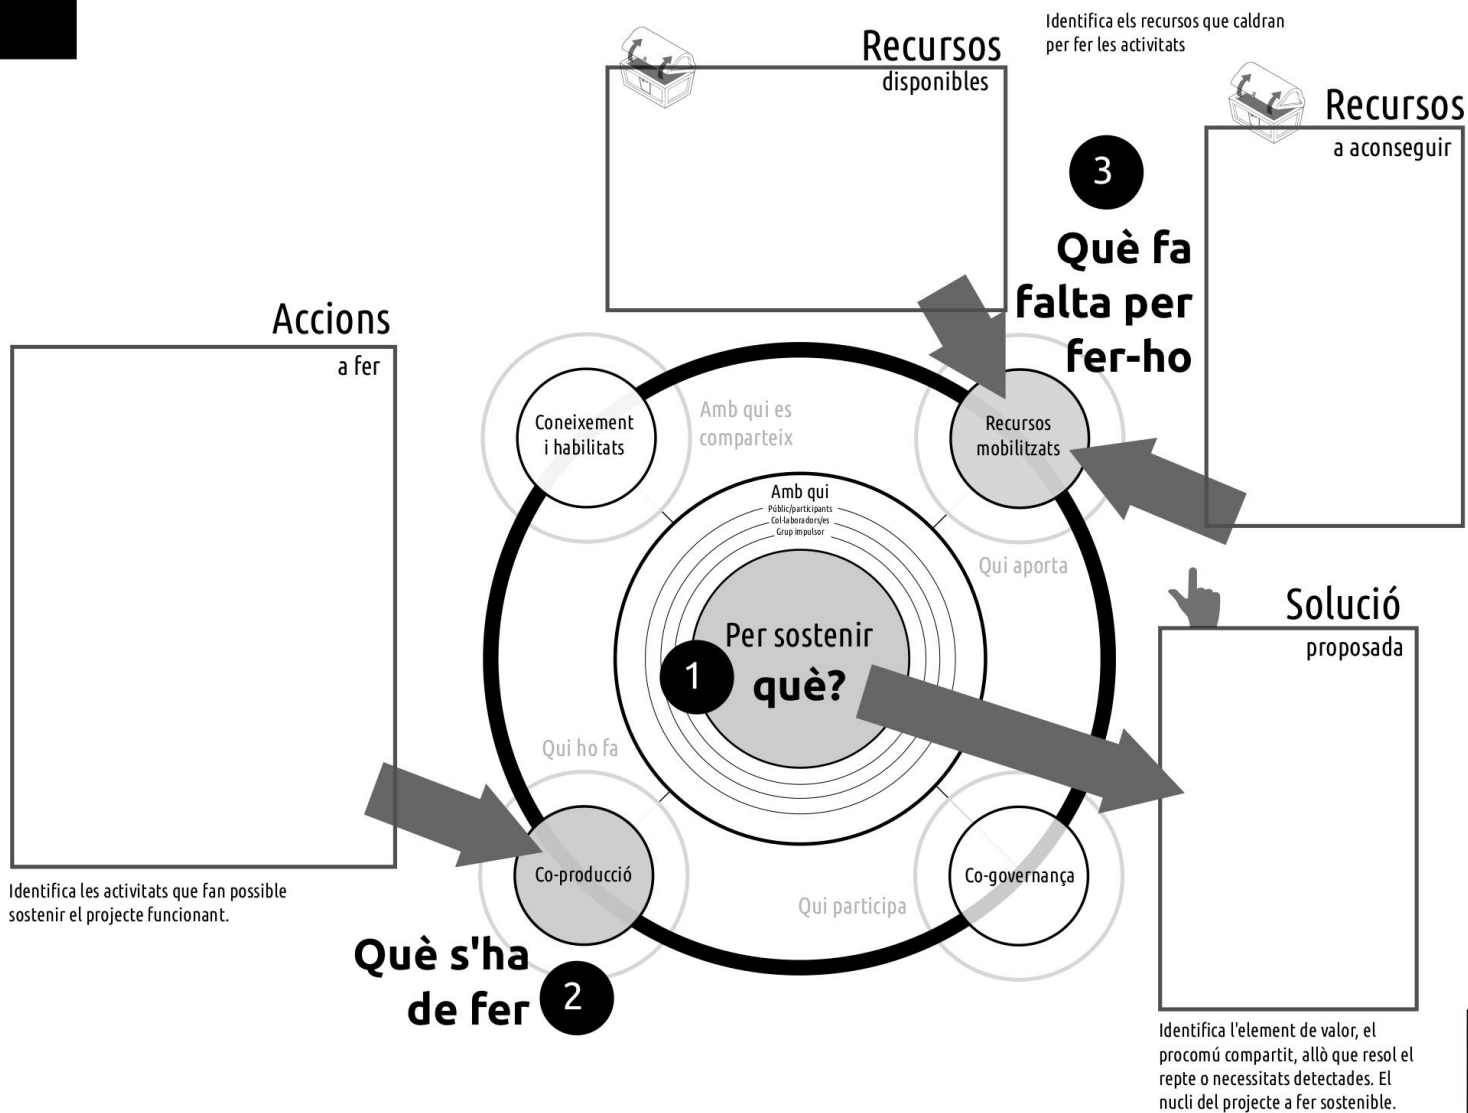 Identifica els recursos que caldran
per fer les activitats
Recursos
disponibles
Recursos
a aconseguir
3
Què fa
falta per
fer-ho
Accions
a fer
Coneixement
i habilitats
Amb qui es
comparteix
Recursos
mobilitzats
Amb qui
Públic/participants
Col·laboradors/es
Grup impulsor
Qui aporta
Per sostenir
1
què?
Solució
proposada
Qui ho fa
Co-producció
Co-governança
Qui participa
Identifica les activitats que fan possible
sostenir el projecte funcionant.
Què s'ha
de fer
2
Identifica l'element de valor, el
procomú compartit, allò que resol el
repte o necessitats detectades. El
nucli del projecte a fer sostenible.